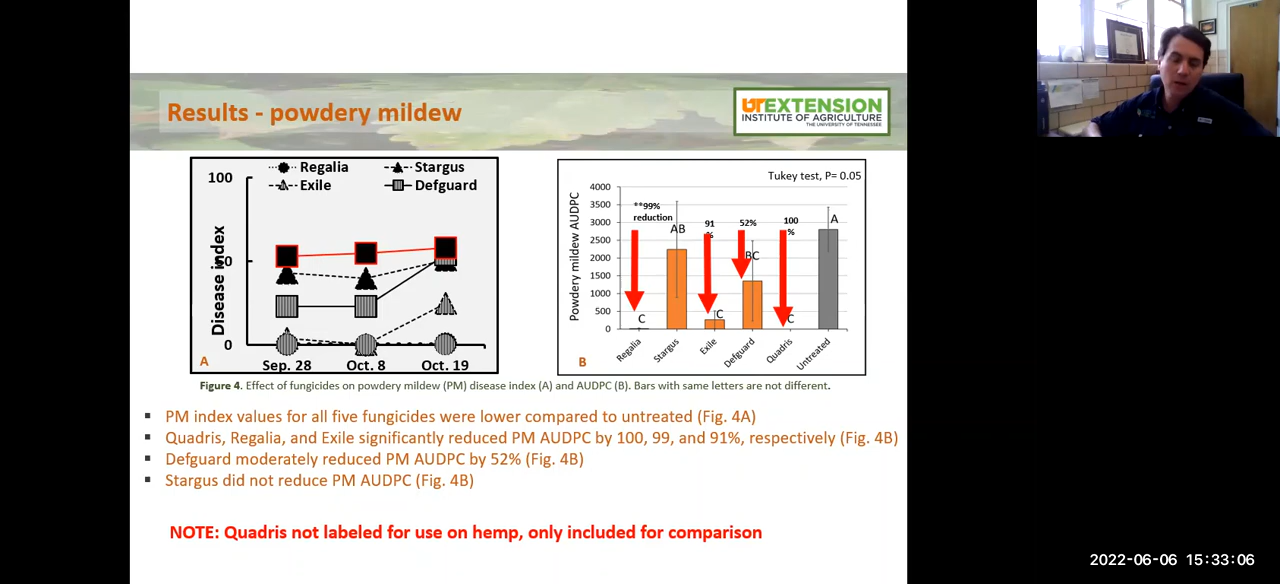 Results - powdery mildew
UTEXTENSION
INSTITUTE OF AGRICULTURE
THE UNIVERSITY OF TENNESSEE
Regalia
Stargus
Exile
Defguard
100
50
0
Disease index
A
Sep. 28
Oct. 8
Oct. 19
Tukey test, P= 0.05
Powdery mildew AUDPC
4000
3500
3000
2500
2000
1500
1000
500
0
**99%
reduction
91
%
52%
100
%
C
AB
C
BC
C
A
Regalia
Stargus
Exile
Defguard
Quadris
Untreated
B
Figure 4. Effect of fungicides on powdery mildew (PM) disease index (A) and AUDPC (B). Bars with same letters are not different.
▪ PM index values for all five fungicides were lower compared to untreated (Fig. 4A)
▪ Quadris, Regalia, and Exile significantly reduced PM AUDPC by 100, 99, and 91%, respectively (Fig. 4B)
▪ Defguard moderately reduced PM AUDPC by 52% (Fig. 4B)
▪ Stargus did not reduce PM AUDPC (Fig. 4B)
NOTE: Quadris not labeled for use on hemp, only included for comparison
2022-06-06 15:33:06